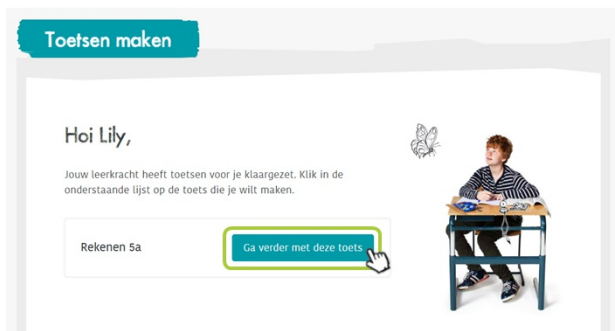 Toetsen maken
Hoi Lily,
Jouw leerkracht heeft toetsen voor je klaargezet. Klik in de
onderstaande lijst op de toets die je wilt maken.
Rekenen 5a
Ga verder met deze toets